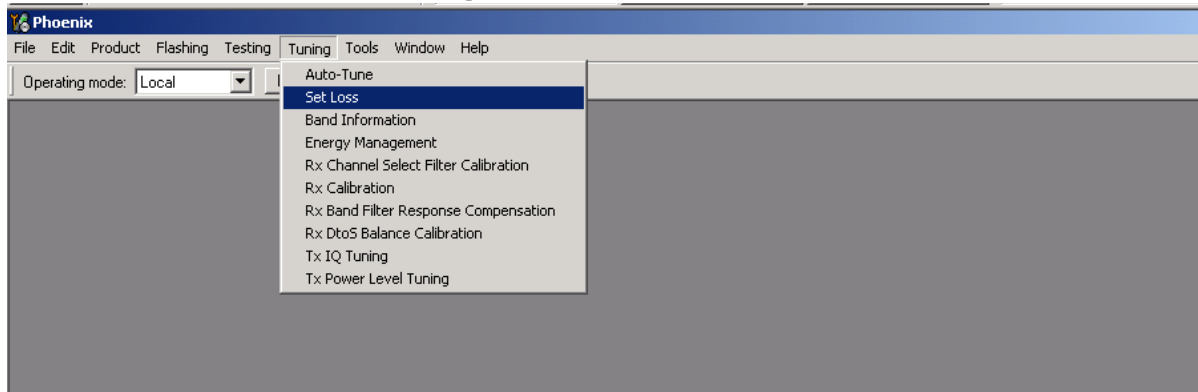 Phoenix
File Edit Product Flashing Testing Tuning Tools Window Help
Operating mode: Local
Auto-Tune
Set Loss
Band Information
Energy Management
Rx Channel Select Filter Calibration
Rx Calibration
Rx Band Filter Response Compensation
Rx DtoS Balance Calibration
Tx IQ Tuning
Tx Power Level Tuning